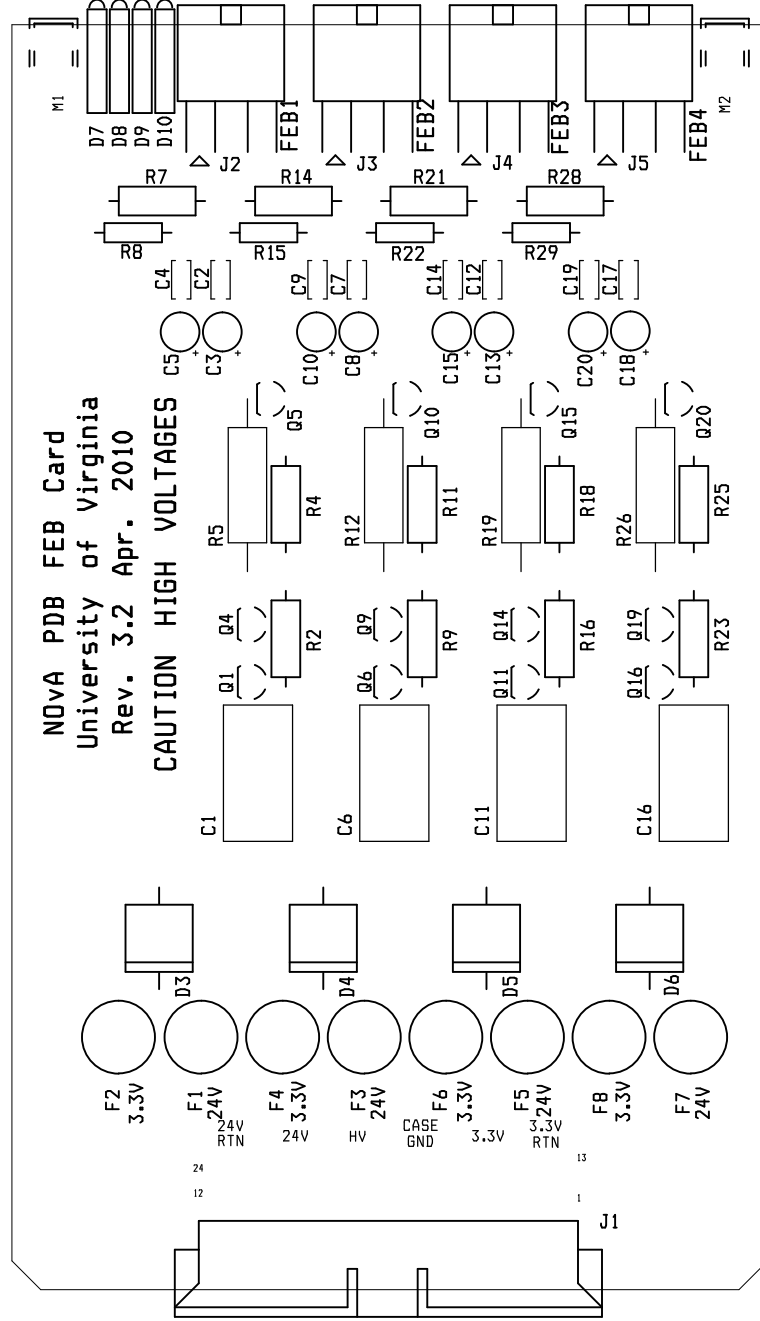 M1
D7 D8 D9 D10
FEB1
FEB2
FEB3
FEB4
M2
J2 J3 J4 J5
R7 R14 R21 R28
R8 R15 R22 R29
C4 C2 C9 C7 C14 C12 C19 C17
C5 + C3 + C10 + C8 + C15 + C13 + C20 + C18 +
Q5 Q10 Q15 Q20
NOvA PDB FEB Card
University of Virginia
Rev. 3.2 Apr. 2010
CAUTION HIGH VOLTAGES
R5 R4 R12 R11 R19 R18 R26 R25
Q4 Q9 Q14 Q19
R2 R9 R16 R23
Q1 Q6 Q11 Q16
C1 C6 C11 C16
D3 D4 D5 D6
F2 3.3V
F1 24V
F4 3.3V
F3 24V
F6 3.3V
F5 24V
F8 3.3V
F7 24V
24V
RTN
24V
HV
CASE
GND
3.3V
3.3V
RTN
24 13
12 1
J1